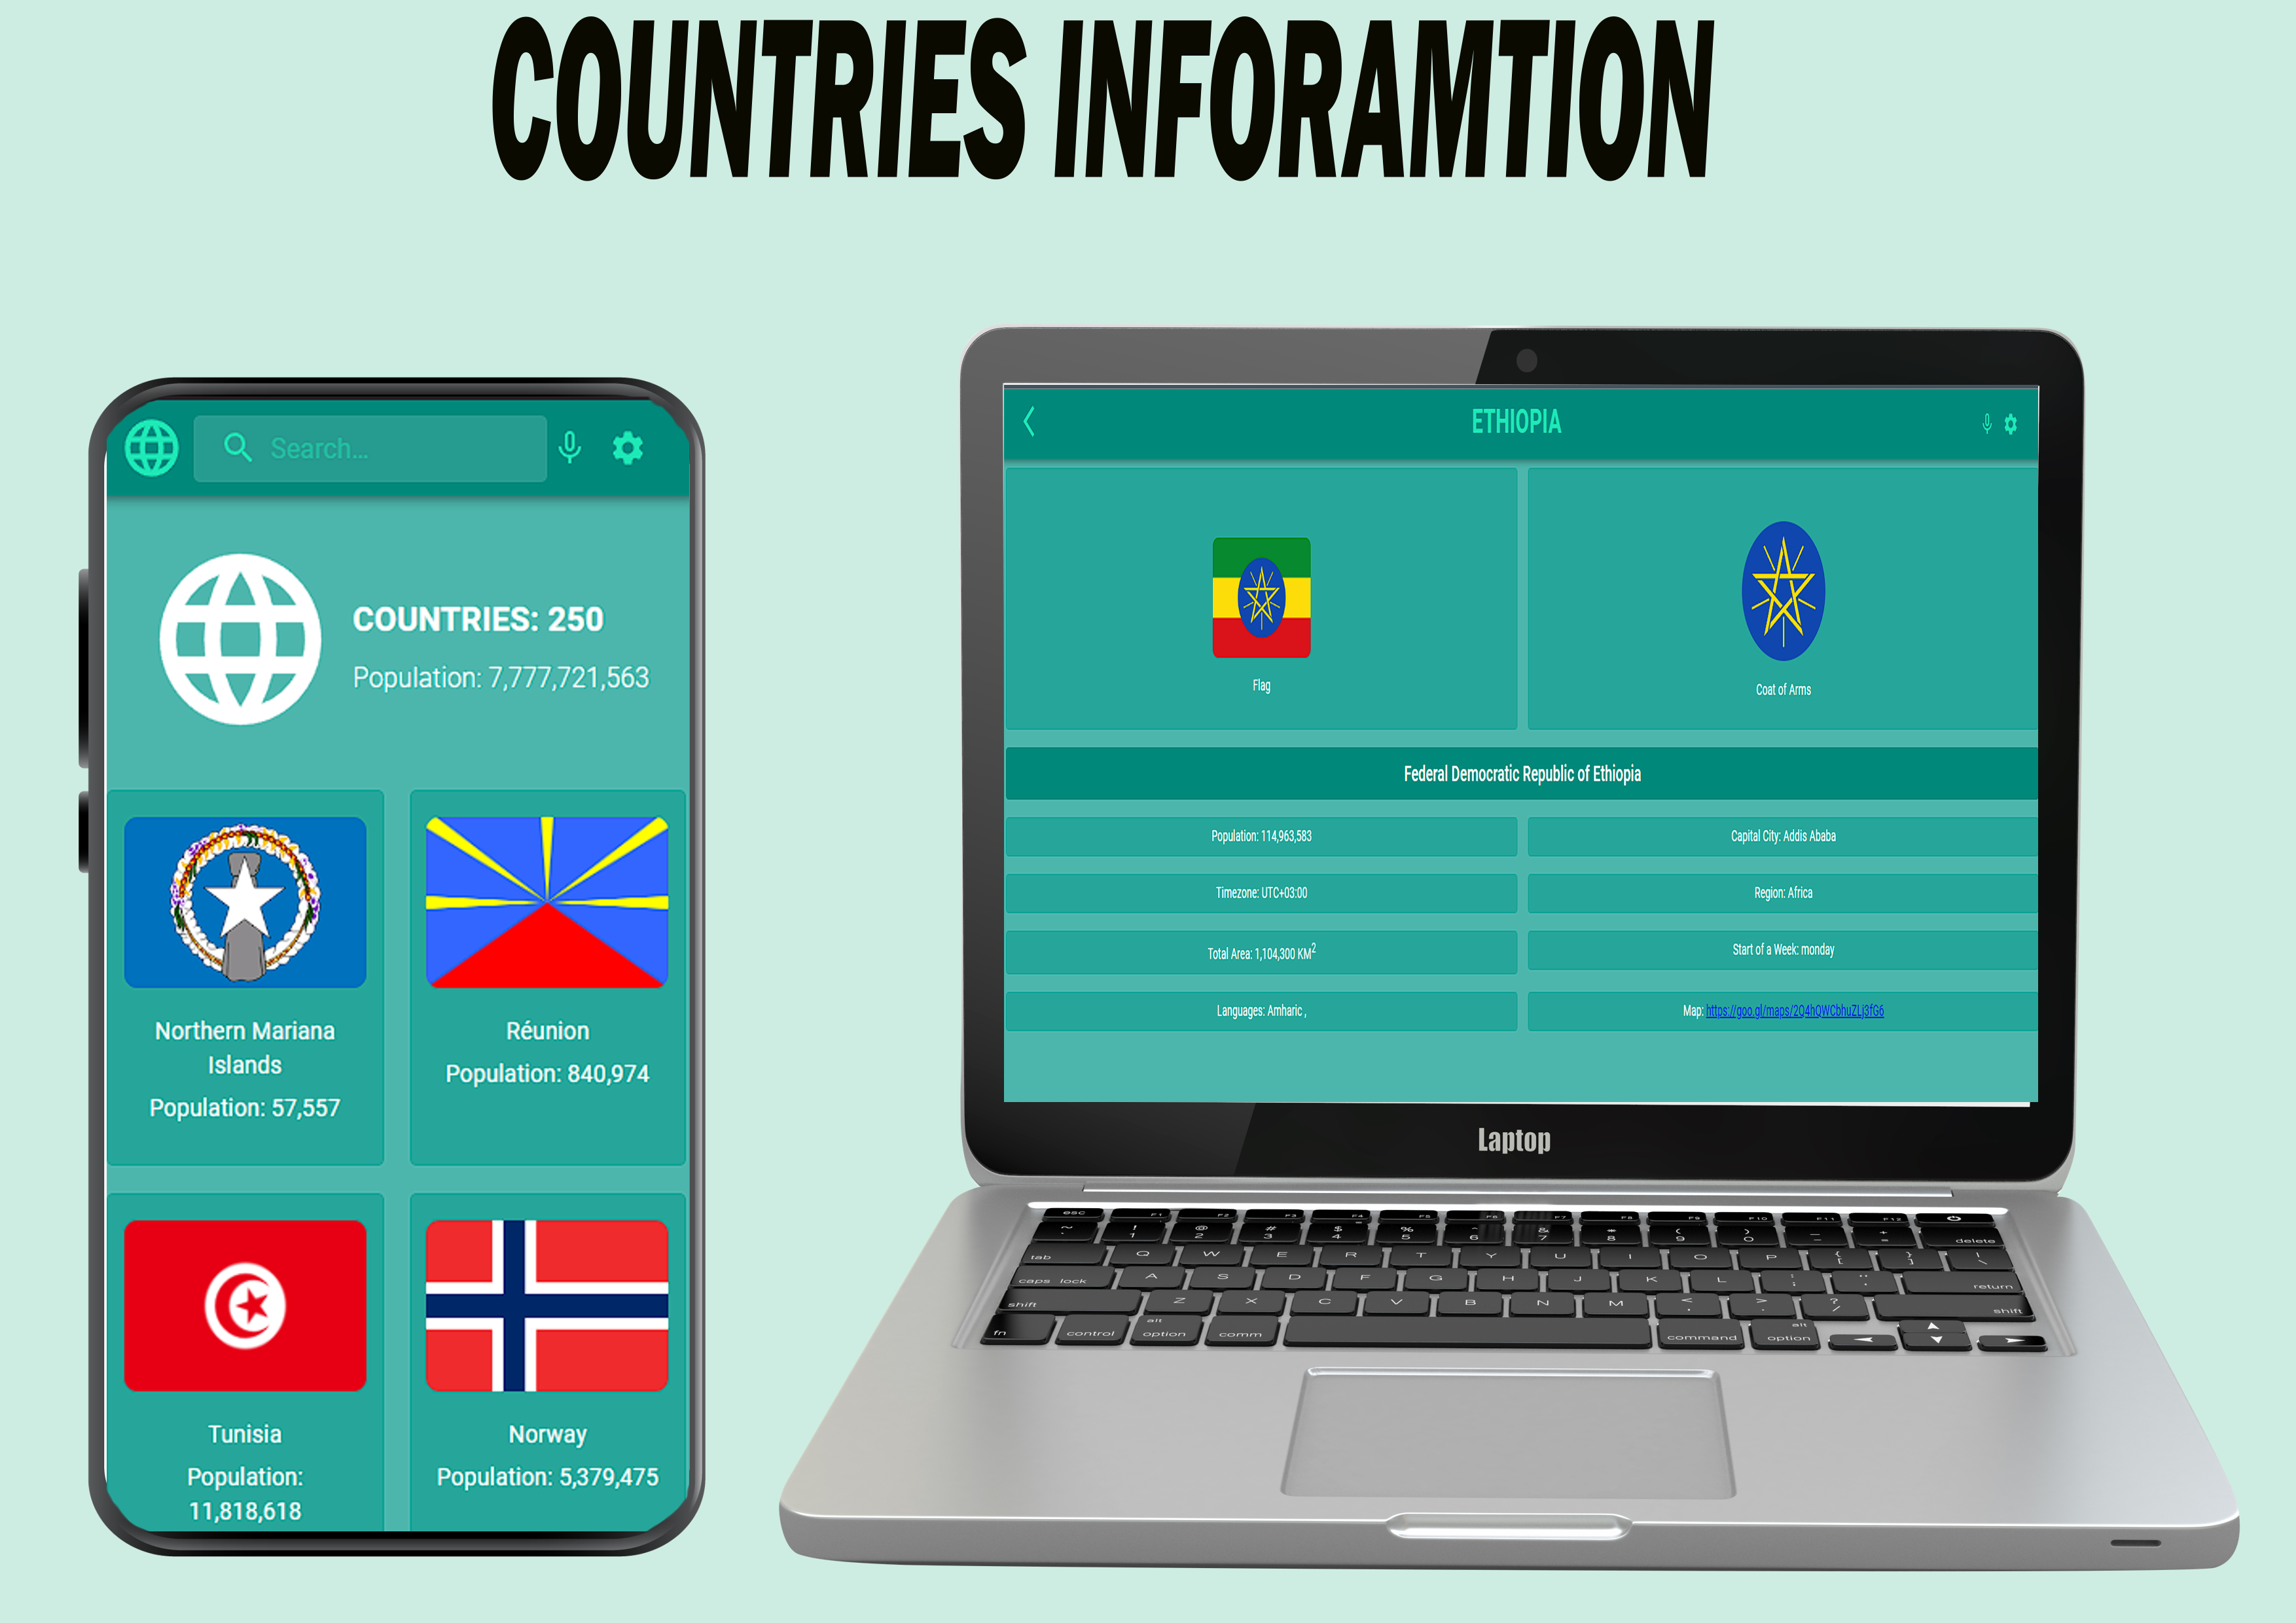 COUNTRIES INFORAMTION
Search...
COUNTRIES: 250
Population: 7,777,721,563
Northern Mariana
Islands
Population: 57,557
Réunion
Population: 840,974
Tunisia
Population:
11,818,618
Norway
Population: 5,379,475
ETHIOPIA
Flag
Coat of Arms
Federal Democratic Republic of Ethiopia
Population: 114,963,583
Capital City: Addis Ababa
Timezone: UTC+03:00
Region: Africa
Total Area: 1,104,300 KM²
Start of a Week: monday
Languages: Amharic ,
Map: https://goo.gl/maps/2Q4hQWCbhuZLj3fG6
Laptop
esc F1 F2 F3 F4 F5 F6 F7 F8 F9 F10 F11 F12
~ ! @ # $ % ^ & * ( ) _ +
` 1 2 3 4 5 6 7 8 9 0 - = delete
tab Q W E R T Y U I O P { [ } ] | \
caps lock A S D F G H J K L : ; " ' return
shift Z X C V B N M < , > . ? / shift
fn control alt option comm command alt option